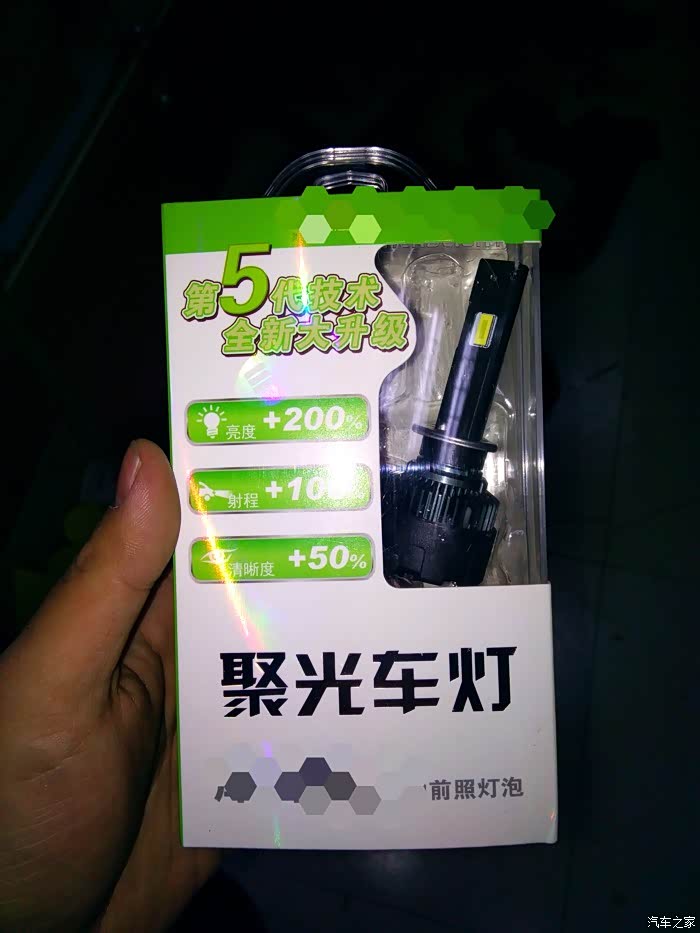 第5代技术
全新大升级
亮度 +200%
射程
清晰度 +50%
聚光车灯
前照灯泡
汽车之家